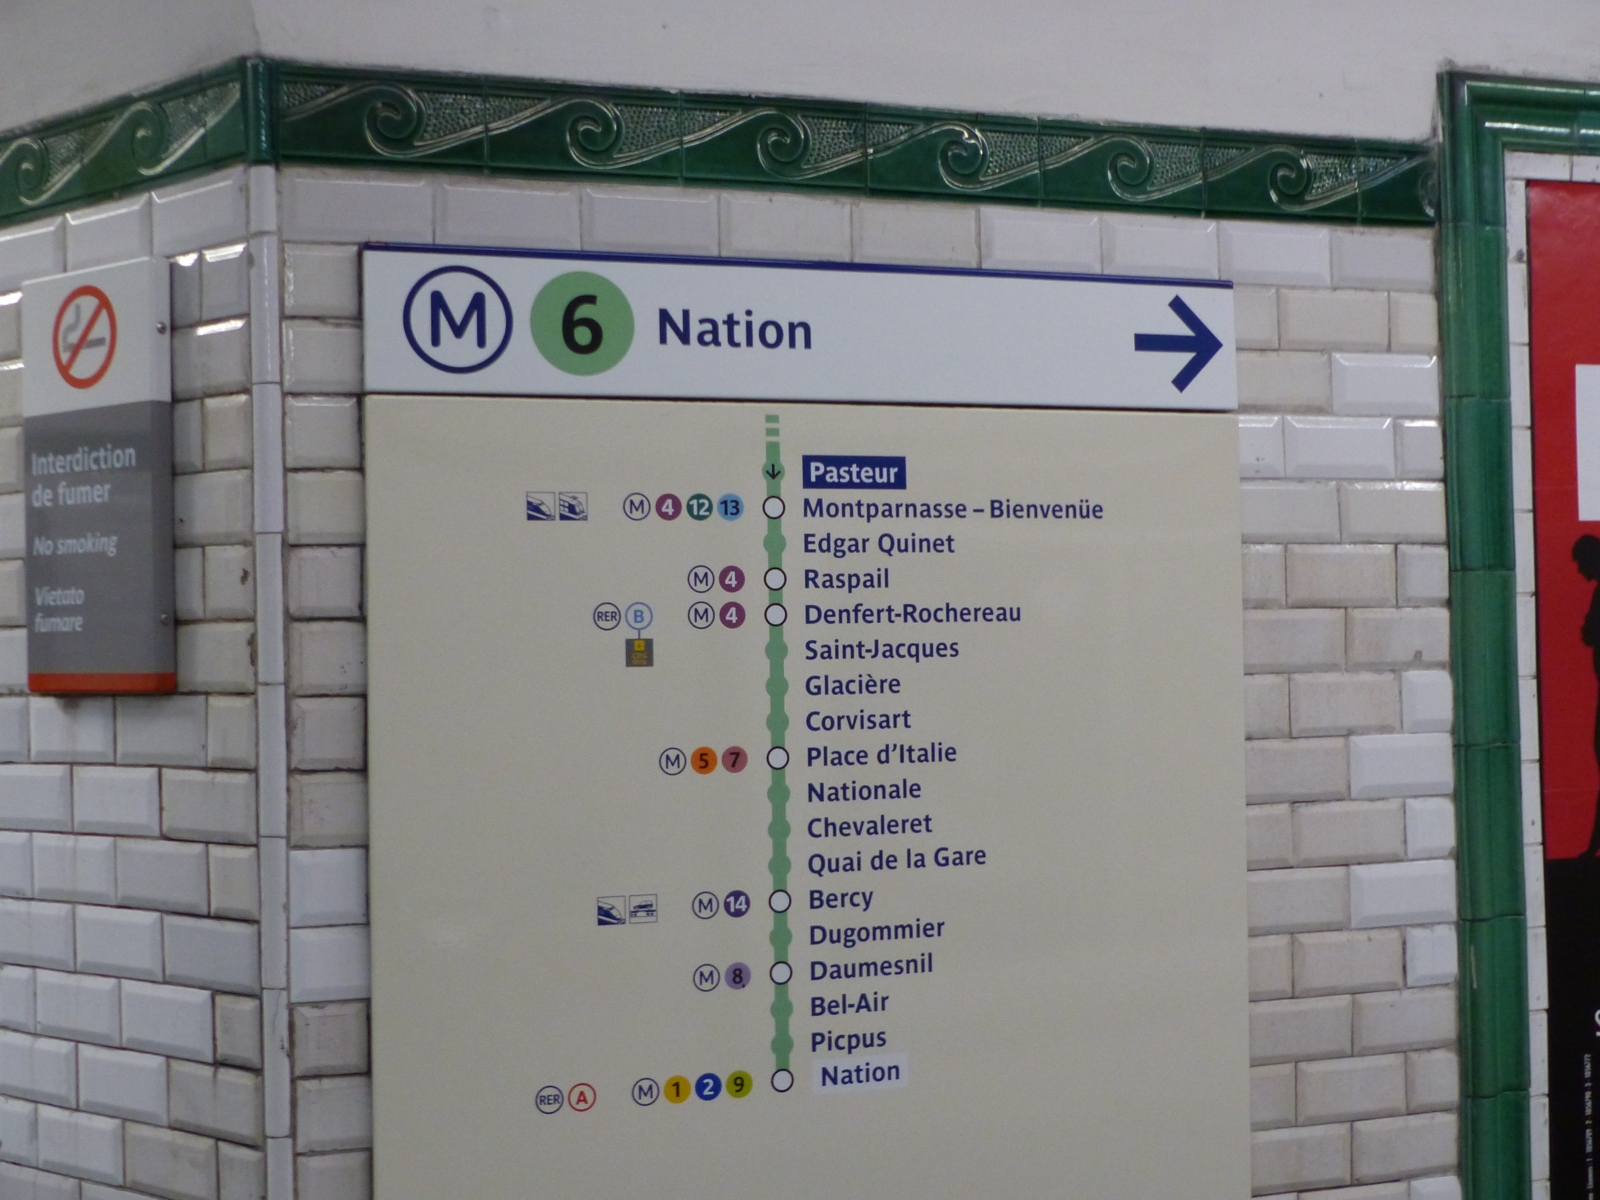 M 6 Nation
Pasteur
M 4 12 13 Montparnasse – Bienvenüe
Edgar Quinet
M 4 Raspail
RER B M 4 Denfert-Rochereau
Saint-Jacques
Glacière
Corvisart
M 5 7 Place d'Italie
Nationale
Chevaleret
Quai de la Gare
M 14 Bercy
Dugommier
M 8 Daumesnil
Bel-Air
Picpus
RER A M 1 2 9 Nation
Interdiction
de fumer
No smoking
Vietato
fumare